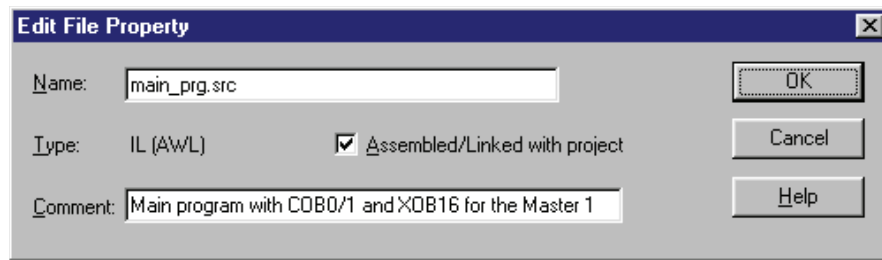 Edit File Property
Name: main_prg.src
OK
Type: IL (AWL) Assembled/Linked with project
Cancel
Comment: Main program with COB0/1 and XOB16 for the Master 1
Help